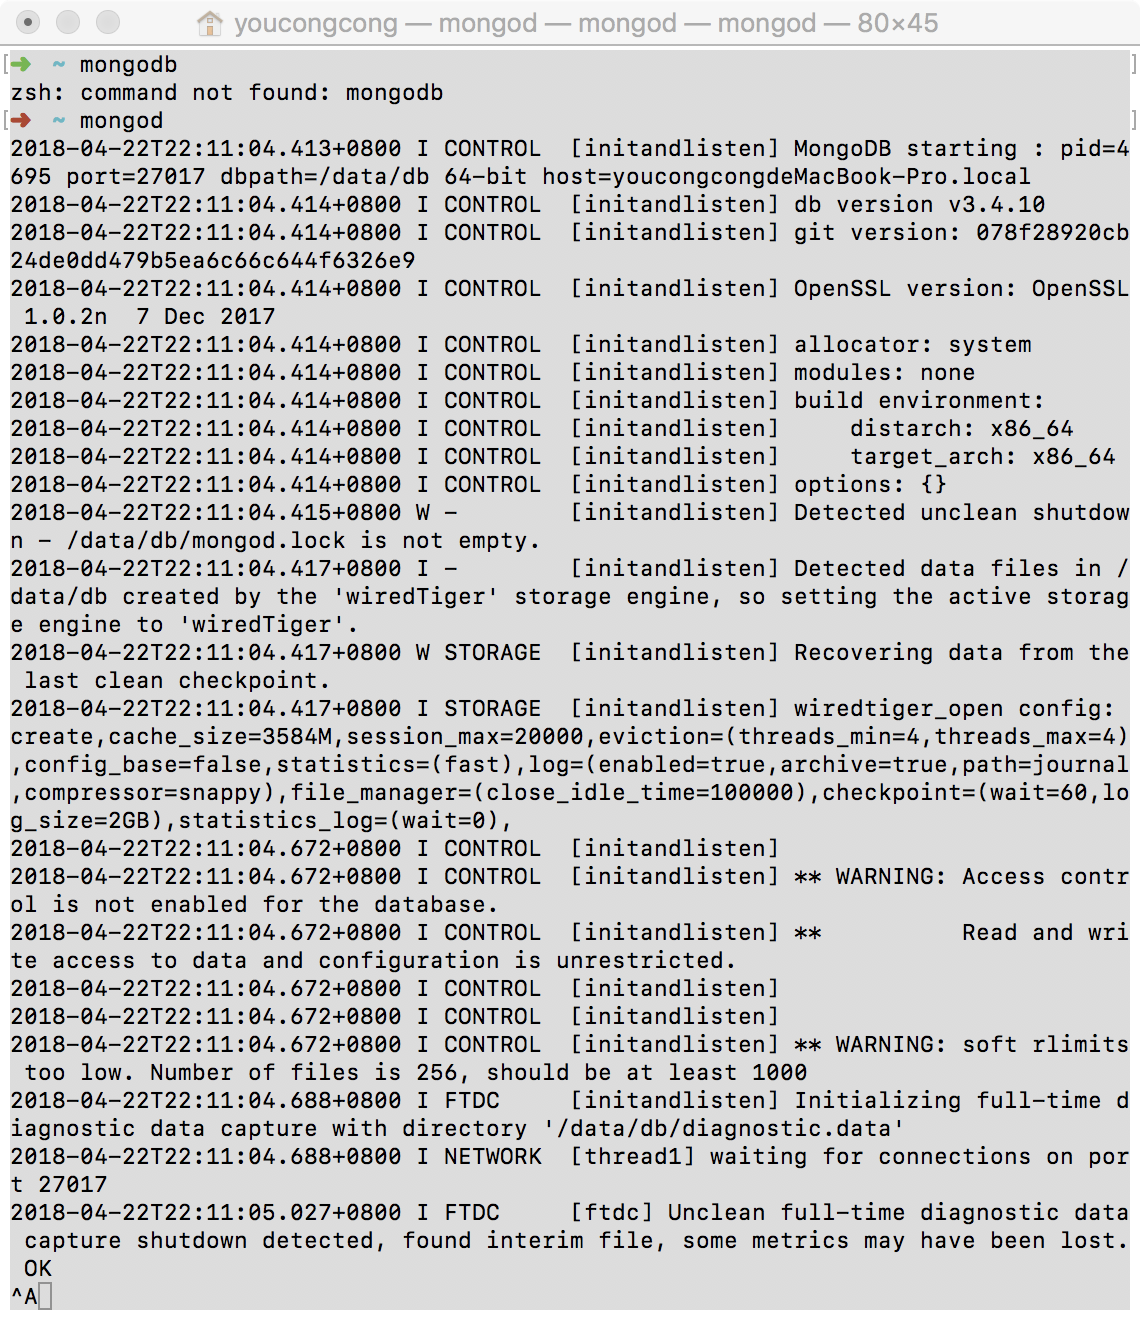 youcongcong — mongod — mongod — mongod — 80×45
[➜  ~ mongodb ]
zsh: command not found: mongodb
[➜  ~ mongod ]
2018-04-22T22:11:04.413+0800 I CONTROL  [initandlisten] MongoDB starting : pid=4
695 port=27017 dbpath=/data/db 64-bit host=youcongcongdeMacBook-Pro.local
2018-04-22T22:11:04.414+0800 I CONTROL  [initandlisten] db version v3.4.10
2018-04-22T22:11:04.414+0800 I CONTROL  [initandlisten] git version: 078f28920cb
24de0dd479b5ea6c66c644f6326e9
2018-04-22T22:11:04.414+0800 I CONTROL  [initandlisten] OpenSSL version: OpenSSL
 1.0.2n  7 Dec 2017
2018-04-22T22:11:04.414+0800 I CONTROL  [initandlisten] allocator: system
2018-04-22T22:11:04.414+0800 I CONTROL  [initandlisten] modules: none
2018-04-22T22:11:04.414+0800 I CONTROL  [initandlisten] build environment:
2018-04-22T22:11:04.414+0800 I CONTROL  [initandlisten]     distarch: x86_64
2018-04-22T22:11:04.414+0800 I CONTROL  [initandlisten]     target_arch: x86_64
2018-04-22T22:11:04.414+0800 I CONTROL  [initandlisten] options: {}
2018-04-22T22:11:04.415+0800 W -        [initandlisten] Detected unclean shutdow
n - /data/db/mongod.lock is not empty.
2018-04-22T22:11:04.417+0800 I -        [initandlisten] Detected data files in /
data/db created by the 'wiredTiger' storage engine, so setting the active storag
e engine to 'wiredTiger'.
2018-04-22T22:11:04.417+0800 W STORAGE  [initandlisten] Recovering data from the
 last clean checkpoint.
2018-04-22T22:11:04.417+0800 I STORAGE  [initandlisten] wiredtiger_open config:
create,cache_size=3584M,session_max=20000,eviction=(threads_min=4,threads_max=4)
,config_base=false,statistics=(fast),log=(enabled=true,archive=true,path=journal
,compressor=snappy),file_manager=(close_idle_time=100000),checkpoint=(wait=60,lo
g_size=2GB),statistics_log=(wait=0),
2018-04-22T22:11:04.672+0800 I CONTROL  [initandlisten]
2018-04-22T22:11:04.672+0800 I CONTROL  [initandlisten] ** WARNING: Access contr
ol is not enabled for the database.
2018-04-22T22:11:04.672+0800 I CONTROL  [initandlisten] **          Read and wri
te access to data and configuration is unrestricted.
2018-04-22T22:11:04.672+0800 I CONTROL  [initandlisten]
2018-04-22T22:11:04.672+0800 I CONTROL  [initandlisten]
2018-04-22T22:11:04.672+0800 I CONTROL  [initandlisten] ** WARNING: soft rlimits
 too low. Number of files is 256, should be at least 1000
2018-04-22T22:11:04.688+0800 I FTDC     [initandlisten] Initializing full-time d
iagnostic data capture with directory '/data/db/diagnostic.data'
2018-04-22T22:11:04.688+0800 I NETWORK  [thread1] waiting for connections on por
t 27017
2018-04-22T22:11:05.027+0800 I FTDC     [ftdc] Unclean full-time diagnostic data
 capture shutdown detected, found interim file, some metrics may have been lost.
 OK
^A